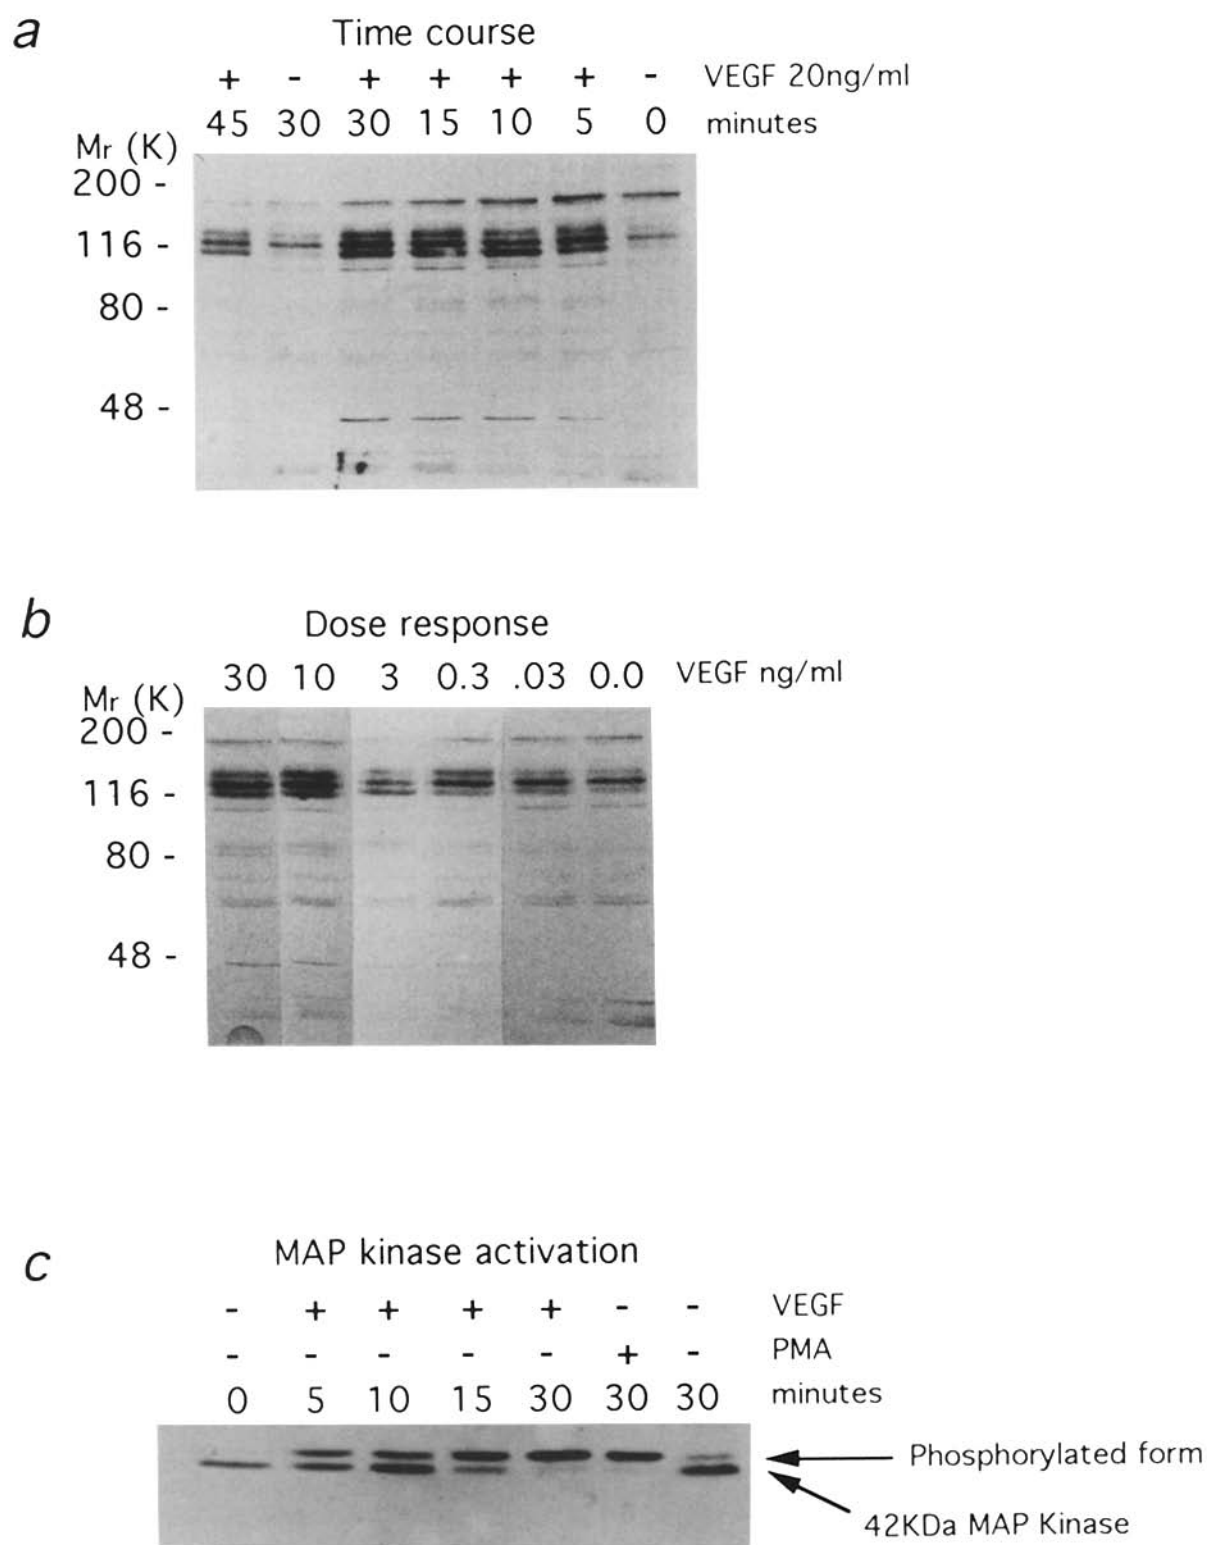 a
Time course
+ - + + + + - VEGF 20ng/ml
45 30 30 15 10 5 0 minutes
Mr (K)
200 -
116 -
80 -
48 -
b
Dose response
30 10 3 0.3 .03 0.0 VEGF ng/ml
Mr (K)
200 -
116 -
80 -
48 -
c
MAP kinase activation
- + + + + - - VEGF
- - - - - + - PMA
0 5 10 15 30 30 30 minutes
Phosphorylated form
42KDa MAP Kinase